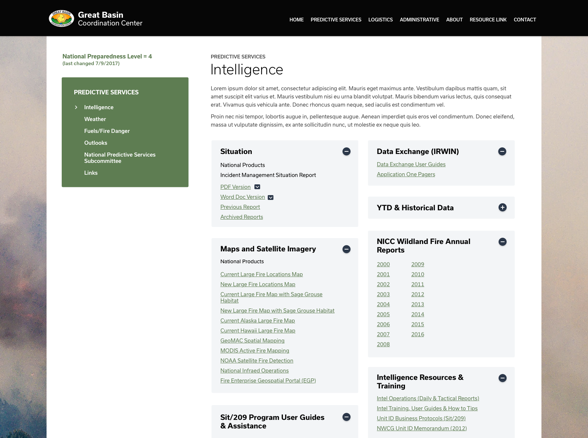 Great Basin
Coordination Center
HOME PREDICTIVE SERVICES LOGISTICS ADMINISTRATIVE ABOUT RESOURCE LINK CONTACT
National Preparedness Level = 4
(last changed 7/9/2017)
PREDICTIVE SERVICES
Intelligence
Weather
Fuels/Fire Danger
Outlooks
National Predictive Services
Subcommittee
Links
PREDICTIVE SERVICES
Intelligence
Lorem ipsum dolor sit amet, consectetur adipiscing elit. Mauris eget maximus ante. Vestibulum dapibus mattis quam, sit
amet suscipit elit varius et. Mauris vestibulum nisi eu urna blandit volutpat. Mauris bibendum varius lectus, quis consequat
erat. Vivamus quis vehicula ante. Donec rhoncus quam neque, sed iaculis est condimentum vel.
Proin nec nisi tempor, lobortis augue in, pellentesque augue. Aenean imperdiet quis eros vel condimentum. Donec eleifend,
massa ut vulputate dignissim, ex ante sollicitudin nunc, ut molestie ex neque quis leo.
Situation
National Products
Incident Management Situation Report
PDF Version
Word Doc Version
Previous Report
Archived Reports
Maps and Satellite Imagery
National Products
Current Large Fire Locations Map
New Large Fire Locations Map
Current Large Fire Map with Sage Grouse
Habitat
New Large Fire Map with Sage Grouse Habitat
Current Alaska Large Fire Map
Current Hawaii Large Fire Map
GeoMAC Spatial Mapping
MODIS Active Fire Mapping
NOAA Satellite Fire Detection
National Infraed Operations
Fire Enterprise Geospatial Portal (EGP)
Sit/209 Program User Guides
& Assistance
Data Exchange (IRWIN)
Data Exchange User Guides
Application One Pagers
YTD & Historical Data
NICC Wildland Fire Annual
Reports
2000 2009
2001 2010
2002 2011
2003 2012
2004 2013
2005 2014
2006 2015
2007 2016
2008
Intelligence Resources &
Training
Intel Operations (Daily & Tactical Reports)
Intel Training, User Guides & How to Tips
Unit ID Business Protocols (Sit/209)
NWCG Unit ID Memorandum (2012)